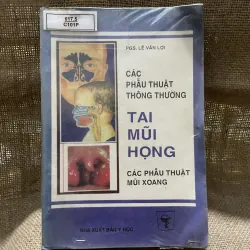 617.5
C101P
PGS. LÊ VĂN LỢI
CÁC
PHẪU THUẬT
THÔNG THƯỜNG
TAI
MŨI
HỌNG
CÁC PHẪU THUẬT
MŨI XOANG
NHÀ XUẤT BẢN Y HỌC